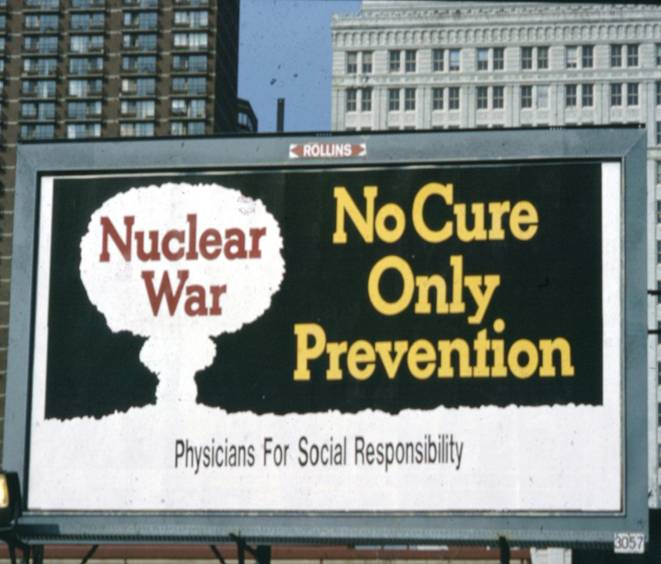 ROLLINS
Nuclear
War
No Cure
Only
Prevention
Physicians For Social Responsibility
3057